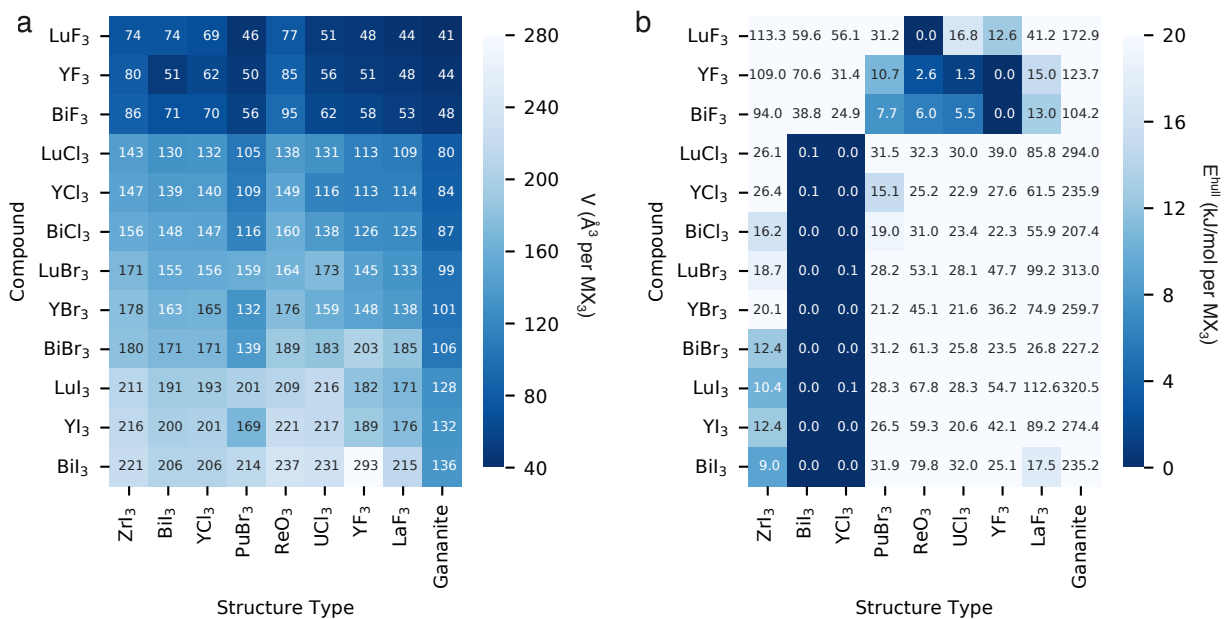 a
Compound
LuF₃ 74 74 69 46 77 51 48 44 41
YF₃ 80 51 62 50 85 56 51 48 44
BiF₃ 86 71 70 56 95 62 58 53 48
LuCl₃ 143 130 132 105 138 131 113 109 80
YCl₃ 147 139 140 109 149 116 113 114 84
BiCl₃ 156 148 147 116 160 138 126 125 87
LuBr₃ 171 155 156 159 164 173 145 133 99
YBr₃ 178 163 165 132 176 159 148 138 101
BiBr₃ 180 171 171 139 189 183 203 185 106
LuI₃ 211 191 193 201 209 216 182 171 128
YI₃ 216 200 201 169 221 217 189 176 132
BiI₃ 221 206 206 214 237 231 293 215 136
ZrI₃ BiI₃ YCl₃ PuBr₃ ReO₃ UCl₃ YF₃ LaF₃ Gananite
Structure Type
280
240
200
160
120
80
40
V (Å³ per MX₃)
b
Compound
LuF₃ 113.3 59.6 56.1 31.2 0.0 16.8 12.6 41.2 172.9
YF₃ 109.0 70.6 31.4 10.7 2.6 1.3 0.0 15.0 123.7
BiF₃ 94.0 38.8 24.9 7.7 6.0 5.5 0.0 13.0 104.2
LuCl₃ 26.1 0.1 0.0 31.5 32.3 30.0 39.0 85.8 294.0
YCl₃ 26.4 0.1 0.0 15.1 25.2 22.9 27.6 61.5 235.9
BiCl₃ 16.2 0.0 0.0 19.0 31.0 23.4 22.3 55.9 207.4
LuBr₃ 18.7 0.0 0.1 28.2 53.1 28.1 47.7 99.2 313.0
YBr₃ 20.1 0.0 0.0 21.2 45.1 21.6 36.2 74.9 259.7
BiBr₃ 12.4 0.0 0.0 31.2 61.3 25.8 23.5 26.8 227.2
LuI₃ 10.4 0.0 0.1 28.3 67.8 28.3 54.7 112.6 320.5
YI₃ 12.4 0.0 0.0 26.5 59.3 20.6 42.1 89.2 274.4
BiI₃ 9.0 0.0 0.0 31.9 79.8 32.0 25.1 17.5 235.2
ZrI₃ BiI₃ YCl₃ PuBr₃ ReO₃ UCl₃ YF₃ LaF₃ Gananite
Structure Type
20
16
12
8
4
0
E^hull (kJ/mol per MX₃)